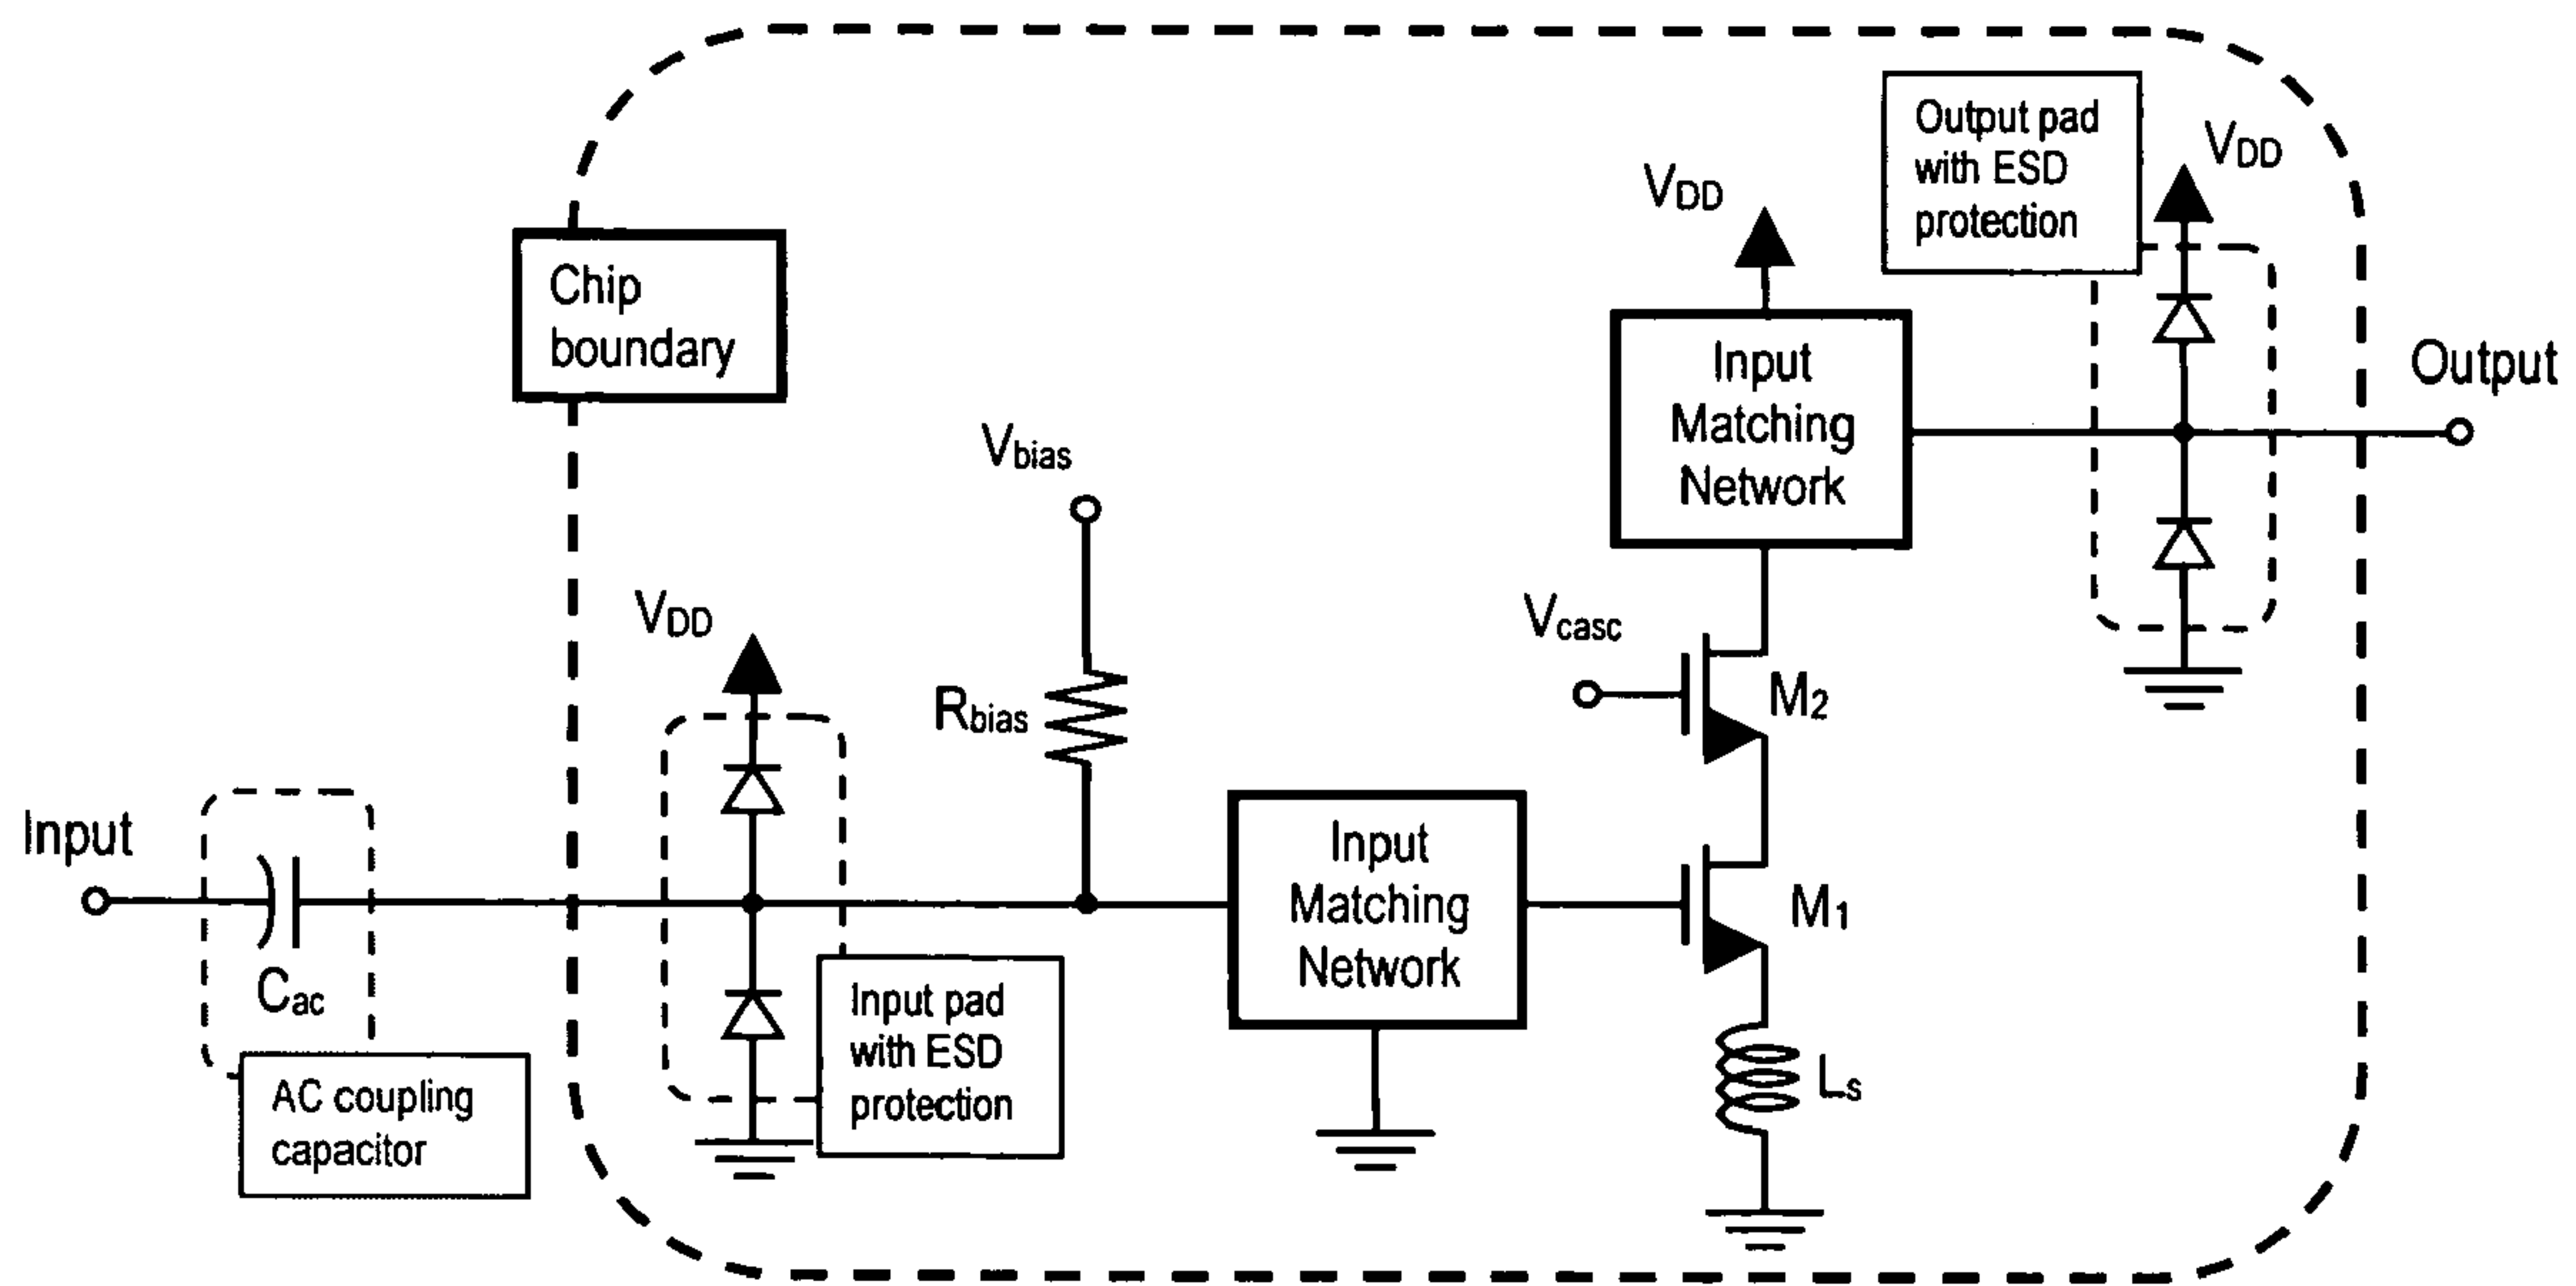 Output pad
with ESD
protection
VDD
VDD
Chip
boundary
Input
Matching
Network
Output
Vbias
VDD
Vcasc
Rbias
M2
Input
Cac
Input
Matching
Network
M1
Input pad
with ESD
protection
Ls
AC coupling
capacitor